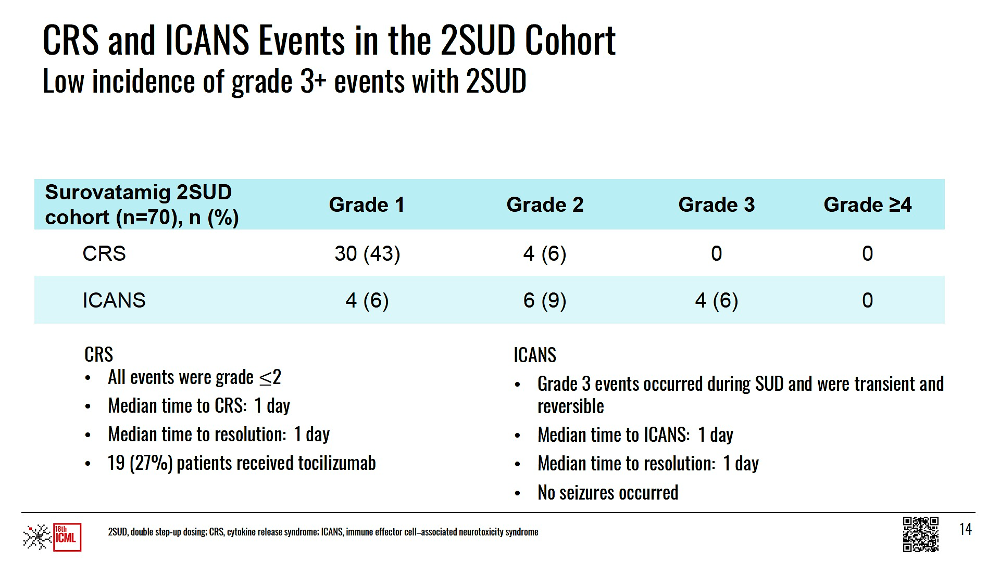 CRS and ICANS Events in the 2SUD Cohort
Low incidence of grade 3+ events with 2SUD
Surovatamig 2SUD
cohort (n=70), n (%)
Grade 1
Grade 2
Grade 3
Grade ≥4
CRS
30 (43)
4 (6)
0
0
ICANS
4 (6)
6 (9)
4 (6)
0
CRS
• All events were grade ≤2
• Median time to CRS: 1 day
• Median time to resolution: 1 day
• 19 (27%) patients received tocilizumab
ICANS
• Grade 3 events occurred during SUD and were transient and
reversible
• Median time to ICANS: 1 day
• Median time to resolution: 1 day
• No seizures occurred
18th
ICML
2SUD, double step-up dosing; CRS, cytokine release syndrome; ICANS, immune effector cell–associated neurotoxicity syndrome
14